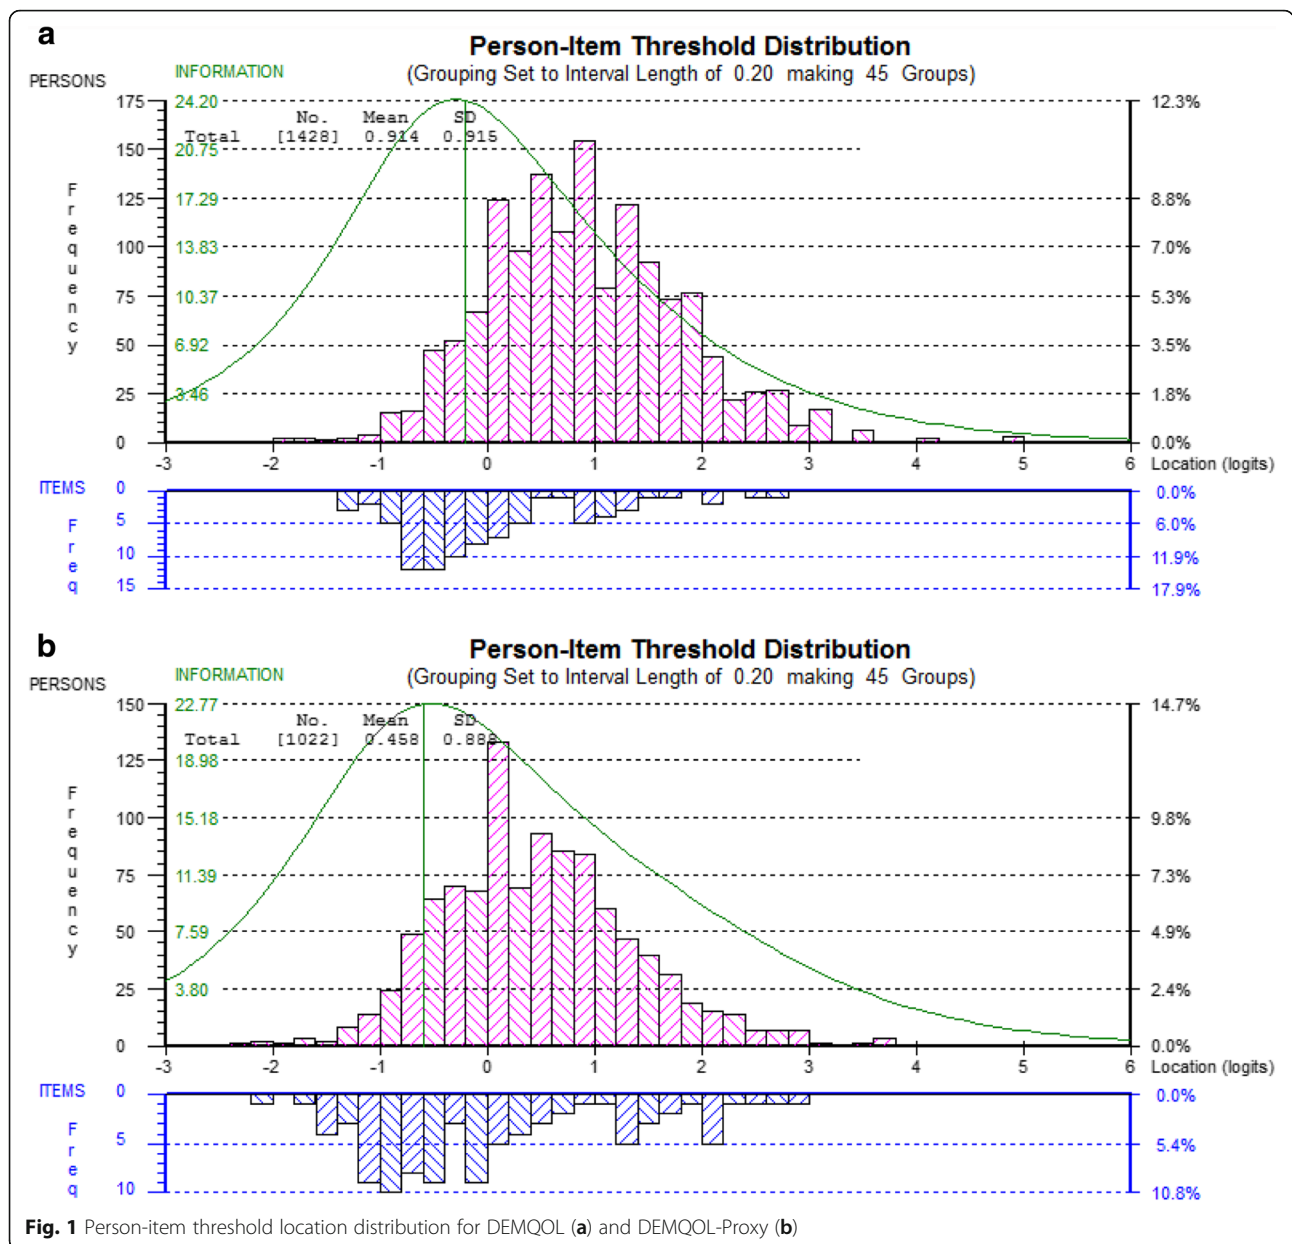 a
Person-Item Threshold Distribution
(Grouping Set to Interval Length of 0.20 making 45 Groups)
PERSONS
INFORMATION
No. Mean SD
Total [1428] 0.914 0.915
175 24.20 12.3%
150 20.75
125 17.29 8.8%
100 13.83 7.0%
75 10.37 5.3%
50 6.92 3.5%
25 3.46 1.8%
0 0.0%
Frequency
-3 -2 -1 0 1 2 3 4 5 6 Location (logits)
ITEMS 0 0.0%
5 6.0%
10 11.9%
15 17.9%
Freq
b
Person-Item Threshold Distribution
(Grouping Set to Interval Length of 0.20 making 45 Groups)
PERSONS
INFORMATION
No. Mean SD
Total [1022] 0.458 0.888
150 22.77 14.7%
125 18.98
100 15.18 9.8%
75 11.39 7.3%
50 7.59 4.9%
25 3.80 2.4%
0 0.0%
Frequency
-3 -2 -1 0 1 2 3 4 5 6 Location (logits)
ITEMS 0 0.0%
5 5.4%
10 10.8%
Freq
Fig. 1 Person-item threshold location distribution for DEMQOL (a) and DEMQOL-Proxy (b)